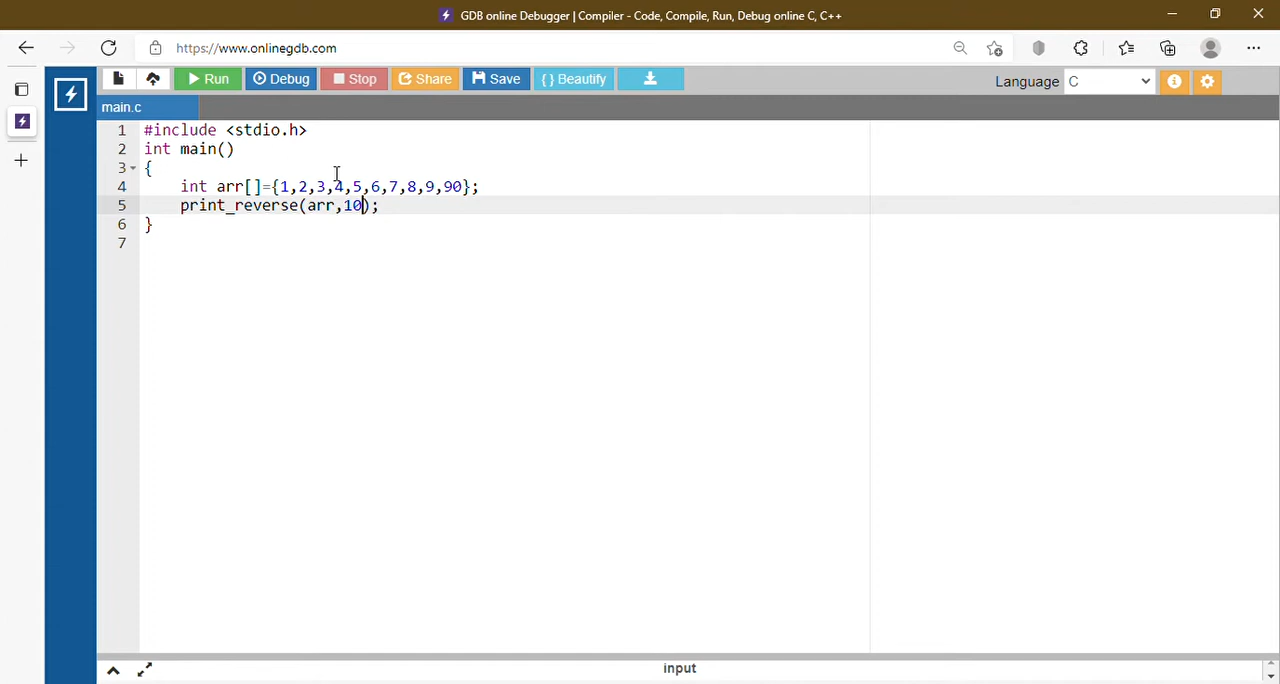 GDB online Debugger | Compiler - Code, Compile, Run, Debug online C, C++
https://www.onlinegdb.com
Run Debug Stop Share Save { } Beautify Language C
main.c
1 #include <stdio.h>
2 int main()
3 {
4 int arr[]={1,2,3,4,5,6,7,8,9,90};
5 print_reverse(arr,10);
6 }
7
input